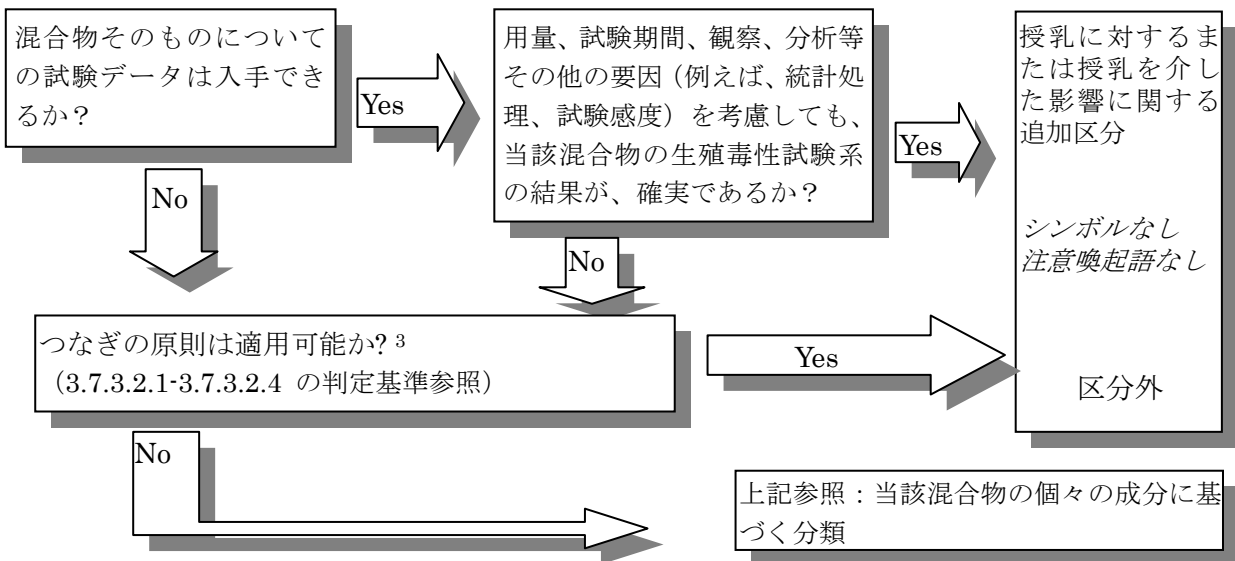 混合物そのものについて
の試験データは入手でき
るか？
Yes
用量、試験期間、観察、分析等
その他の要因（例えば、統計処
理、試験感度）を考慮しても、
当該混合物の生殖毒性試験系
の結果が、確実であるか？
Yes
授乳に対するま
たは授乳を介し
た影響に関する
追加区分
シンボルなし
注意喚起語なし
区分外
No
No
つなぎの原則は適用可能か? 3
（3.7.3.2.1-3.7.3.2.4 の判定基準参照）
Yes
No
上記参照：当該混合物の個々の成分に基
づく分類